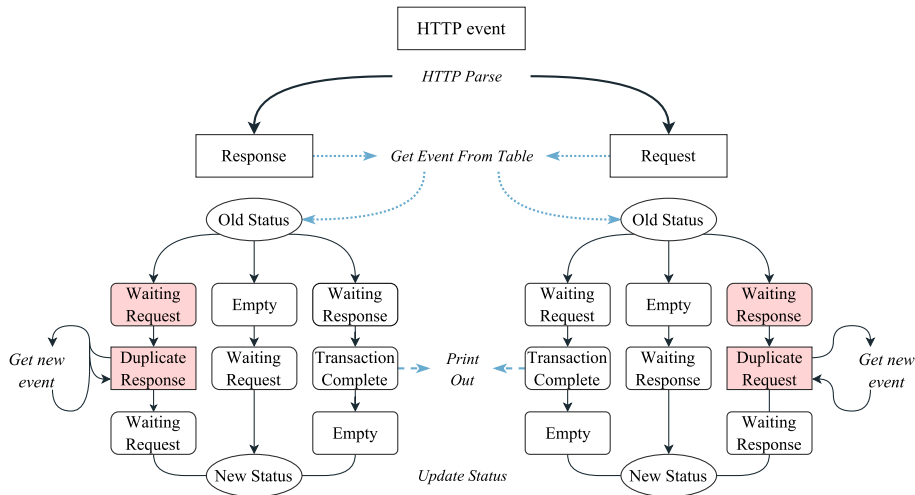 HTTP event
HTTP Parse
Response
Get Event From Table
Request
Old Status
Old Status
Waiting
Request
Empty
Waiting
Response
Waiting
Request
Empty
Waiting
Response
Get new
event
Duplicate
Response
Waiting
Request
Transaction
Complete
Print
Out
Transaction
Complete
Waiting
Response
Duplicate
Request
Get new
event
Waiting
Request
Empty
Empty
Waiting
Response
New Status
Update Status
New Status